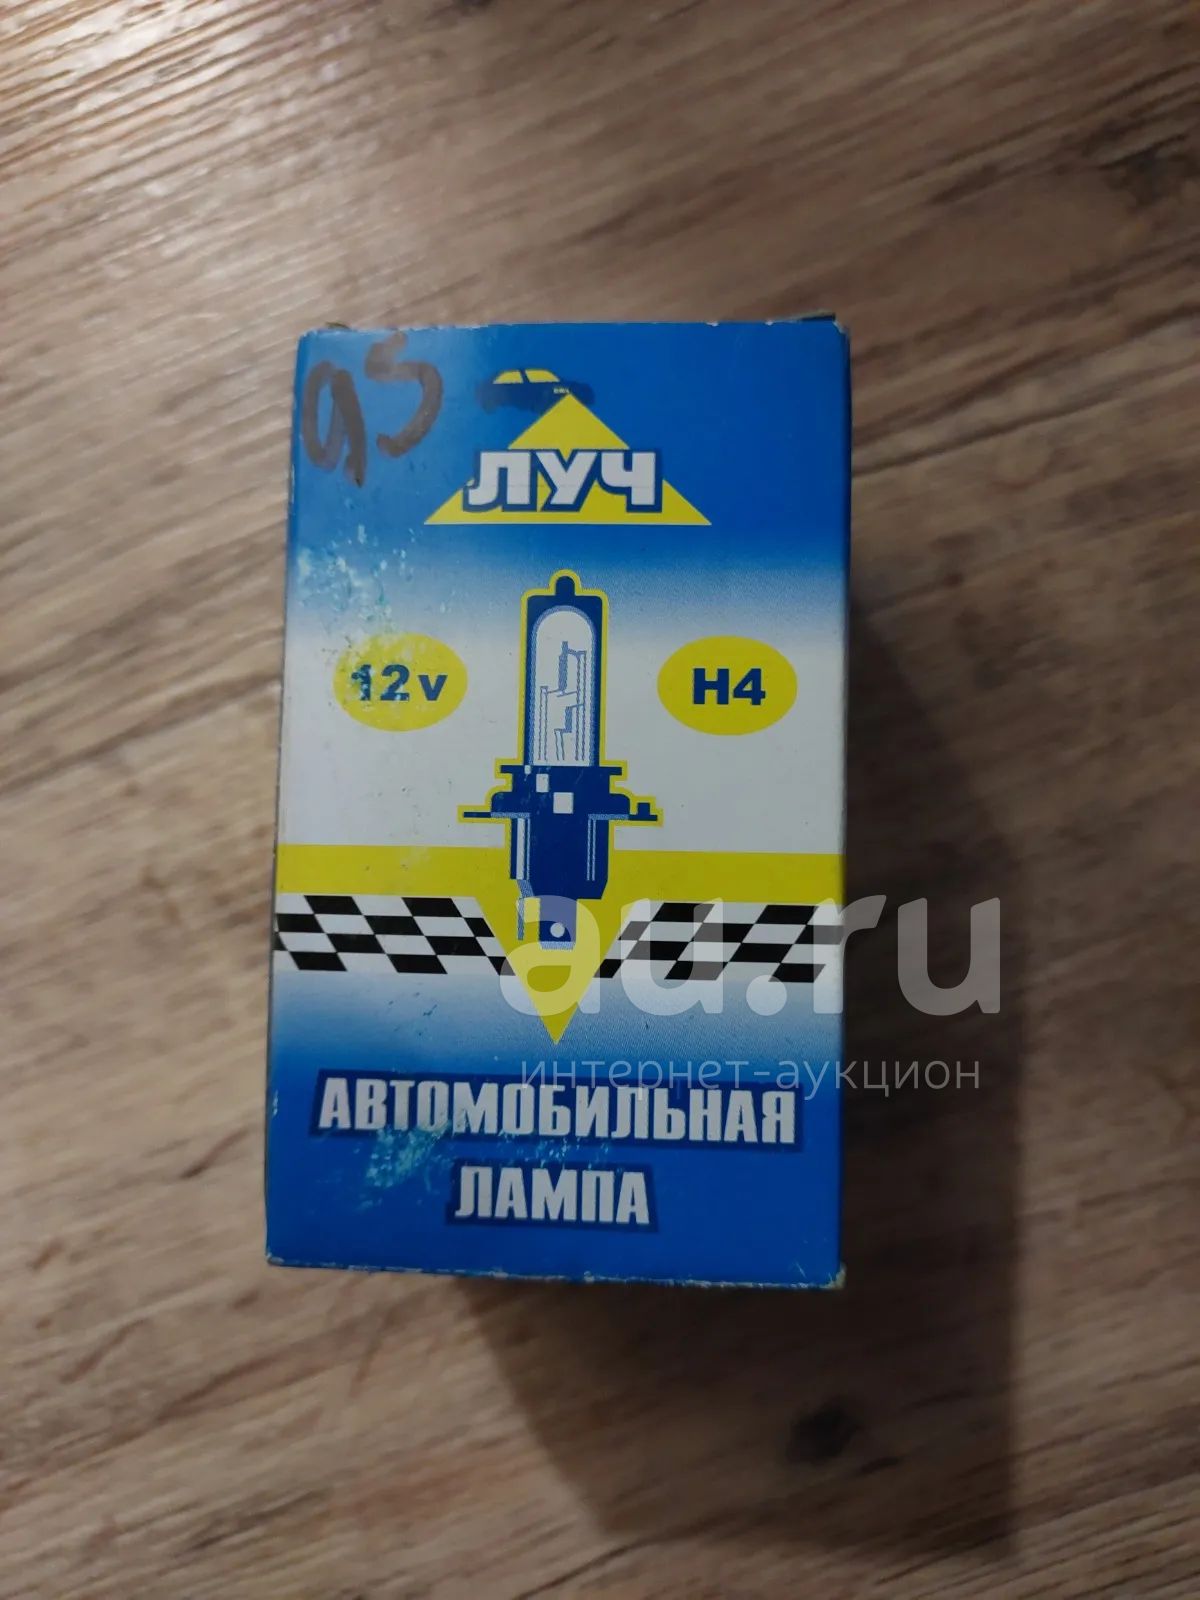 95
ЛУЧ
12v
H4
au.ru
интернет-аукцион
АВТОМОБИЛЬНАЯ
ЛАМПА